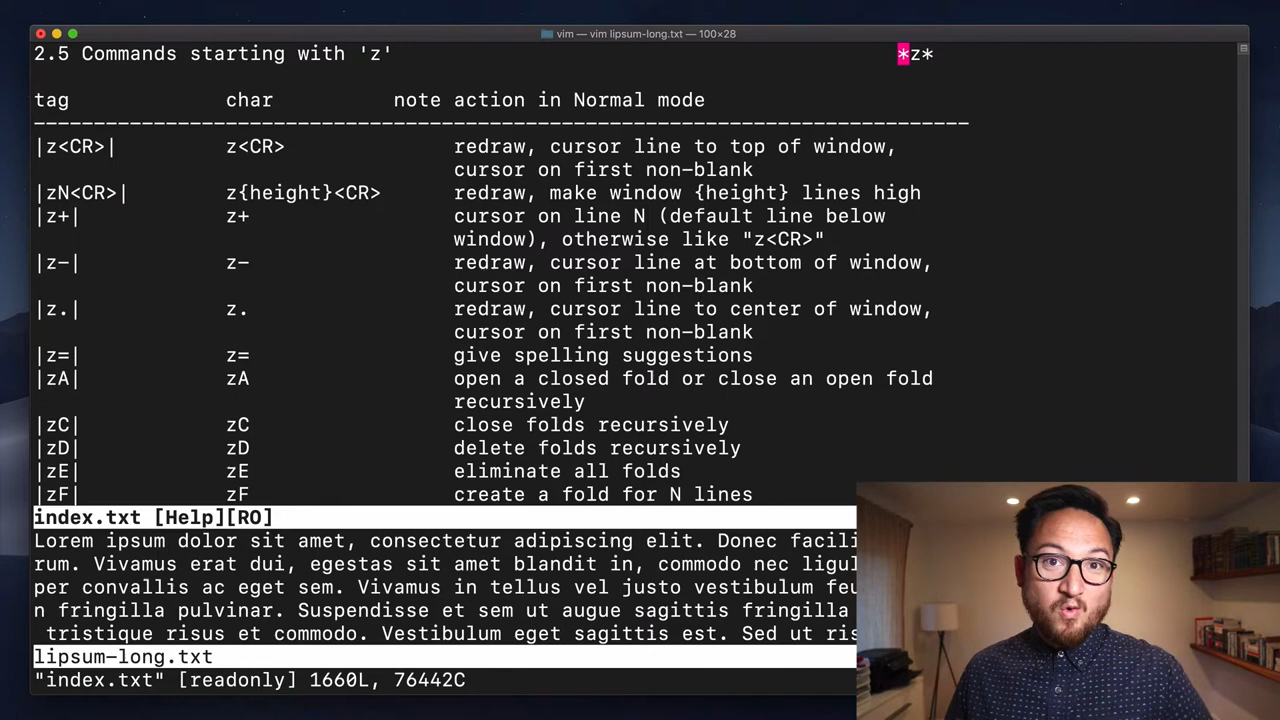 vim — vim lipsum-long.txt — 100×28
2.5 Commands starting with 'z' *z*
tag char note action in Normal mode
------------------------------------------------------------------------------
|z<CR>| z<CR> redraw, cursor line to top of window,
cursor on first non-blank
|zN<CR>| z{height}<CR> redraw, make window {height} lines high
|z+| z+ cursor on line N (default line below
window), otherwise like "z<CR>"
|z-| z- redraw, cursor line at bottom of window,
cursor on first non-blank
|z.| z. redraw, cursor line to center of window,
cursor on first non-blank
|z=| z= give spelling suggestions
|zA| zA open a closed fold or close an open fold
recursively
|zC| zC close folds recursively
|zD| zD delete folds recursively
|zE| zE eliminate all folds
|zF| zF create a fold for N lines
index.txt [Help][RO]
Lorem ipsum dolor sit amet, consectetur adipiscing elit. Donec facili
rum. Vivamus erat dui, egestas sit amet blandit in, commodo nec ligul
per convallis ac eget sem. Vivamus in tellus vel justo vestibulum feu
n fringilla pulvinar. Suspendisse et sem ut augue sagittis fringilla
tristique risus et commodo. Vestibulum eget sagittis est. Sed ut ris
lipsum-long.txt
"index.txt" [readonly] 1660L, 76442C